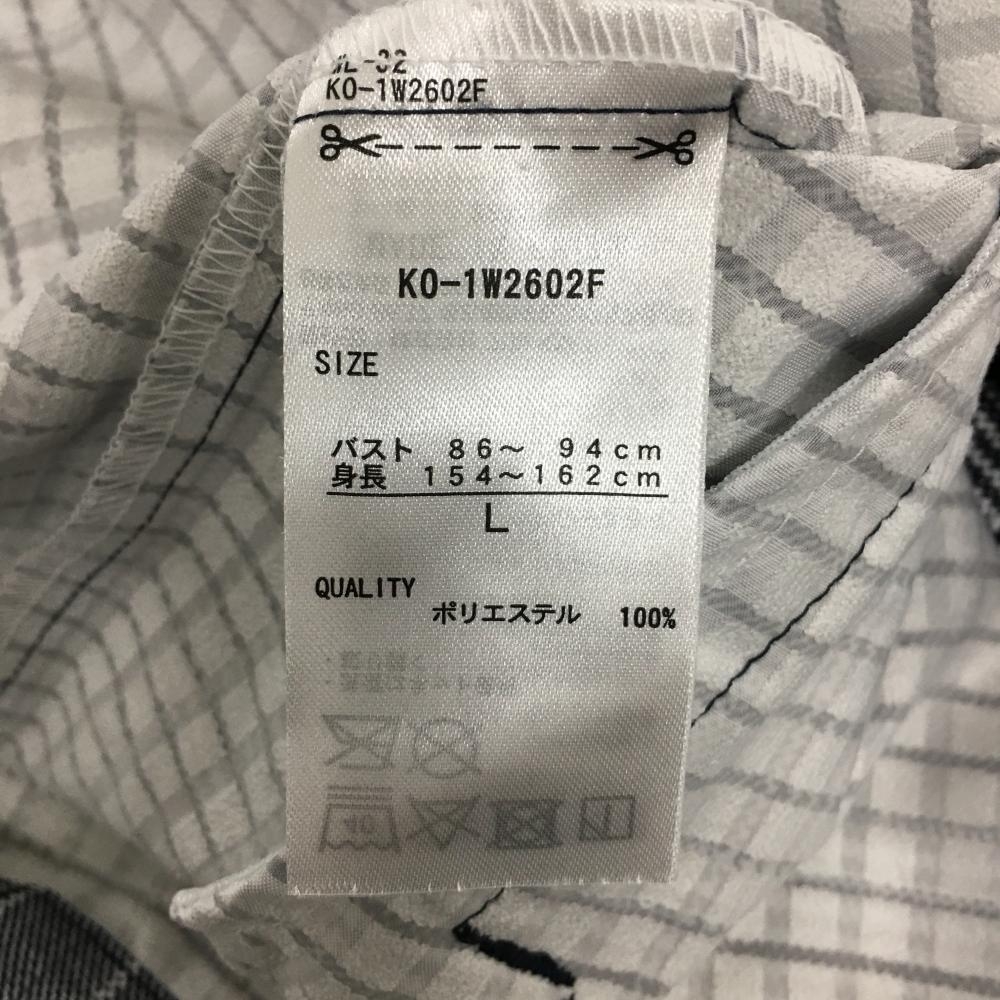 KO-1W2602F
KO-1W2602F
SIZE
バスト 86～ 94cm
身長 154～162cm
L
QUALITY
ポリエステル 100%